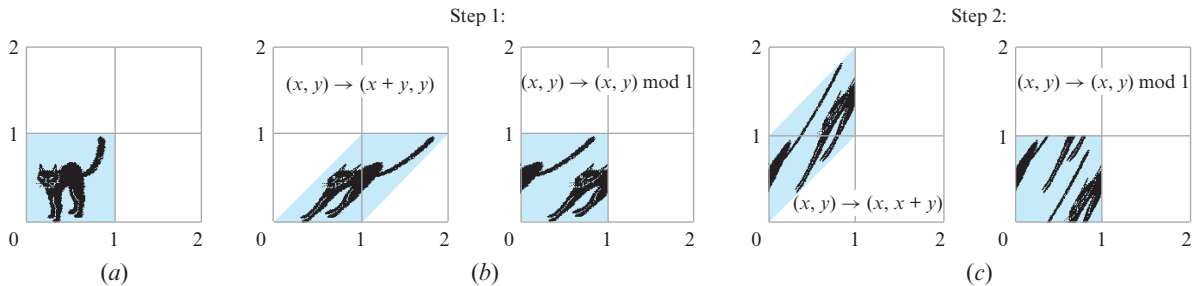 Step 1:
Step 2:
2
1
0
1
2
(a)
2
1
0
1
2
(x, y) → (x + y, y)
2
1
0
1
2
(x, y) → (x, y) mod 1
(b)
2
1
0
1
2
(x, y) → (x, x + y)
2
1
0
1
2
(x, y) → (x, y) mod 1
(c)